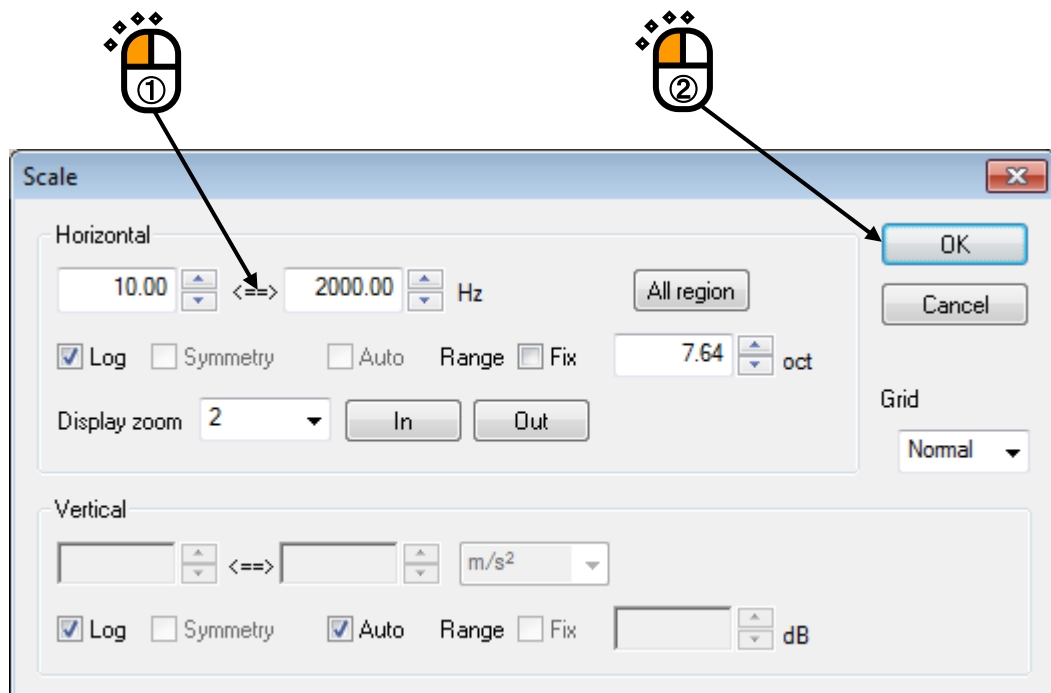 ① ②
Scale
Horizontal OK
10.00 <==> 2000.00 Hz All region
Cancel
Log Symmetry Auto Range Fix 7.64 oct
Grid
Display zoom 2 In Out
Normal
Vertical
<==> m/s²
Log Symmetry Auto Range Fix dB